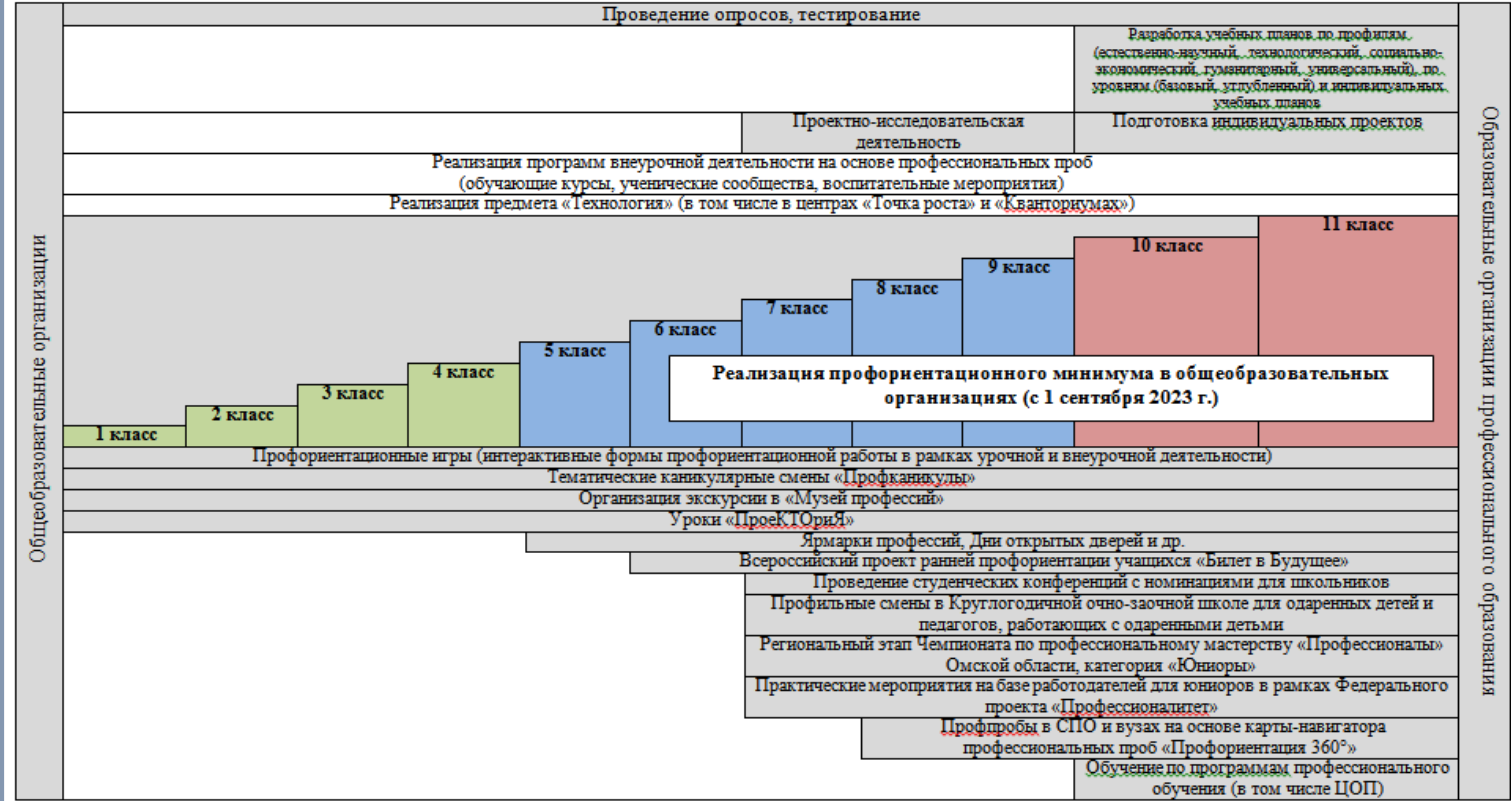 Проведение опросов, тестирование
Разработка учебных планов по профилям
(естественно-научный, технологический, социально-
экономический, гуманитарный, универсальный), по
уровням (базовый, углубленный) и индивидуальных
учебных планов
Проектно-исследовательская
деятельность
Подготовка индивидуальных проектов
Реализация программ внеурочной деятельности на основе профессиональных проб
(обучающие курсы, ученические сообщества, воспитательные мероприятия)
Реализация предмета «Технология» (в том числе в центрах «Точка роста» и «Кванториумах»)
Общеобразовательные организации
1 класс
2 класс
3 класс
4 класс
5 класс
6 класс
7 класс
8 класс
9 класс
10 класс
11 класс
Реализация профориентационного минимума в общеобразовательных
организациях (с 1 сентября 2023 г.)
Образовательные организации профессионального образования
Профориентационные игры (интерактивные формы профориентационной работы в рамках урочной и внеурочной деятельности)
Тематические каникулярные смены «Профканикулы»
Организация экскурсии в «Музей профессий»
Уроки «ПроеКТОриЯ»
Ярмарки профессий, Дни открытых дверей и др.
Всероссийский проект ранней профориентации учащихся «Билет в Будущее»
Проведение студенческих конференций с номинациями для школьников
Профильные смены в Круглогодичной очно-заочной школе для одаренных детей и
педагогов, работающих с одаренными детьми
Региональный этап Чемпионата по профессиональному мастерству «Профессионалы»
Омской области, категория «Юниоры»
Практические мероприятия на базе работодателей для юниоров в рамках Федерального
проекта «Профессионалитет»
Профпробы в СПО и вузах на основе карты-навигатора
профессиональных проб «Профориентация 360°»
Обучение по программам профессионального
обучения (в том числе ЦОП)